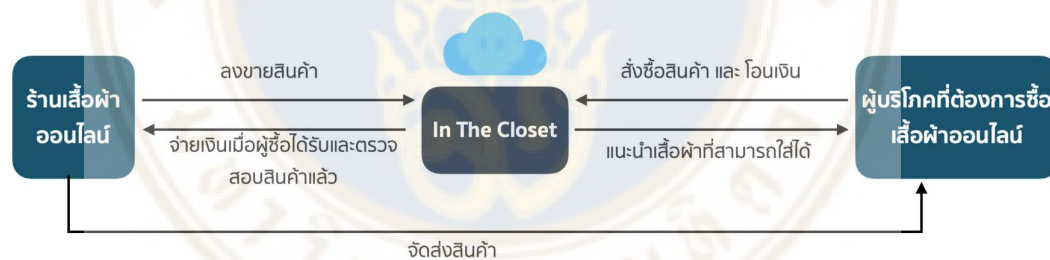 ร้านเสื้อผ้า
ออนไลน์
ลงขายสินค้า
จ่ายเงินเมื่อผู้ซื้อได้รับและตรวจ
สอบสินค้าแล้ว
In The Closet
สั่งซื้อสินค้า และ โอนเงิน
แนะนำเสื้อผ้าที่สามารถใส่ได้
ผู้บริโภคที่ต้องการซื้อ
เสื้อผ้าออนไลน์
จัดส่งสินค้า